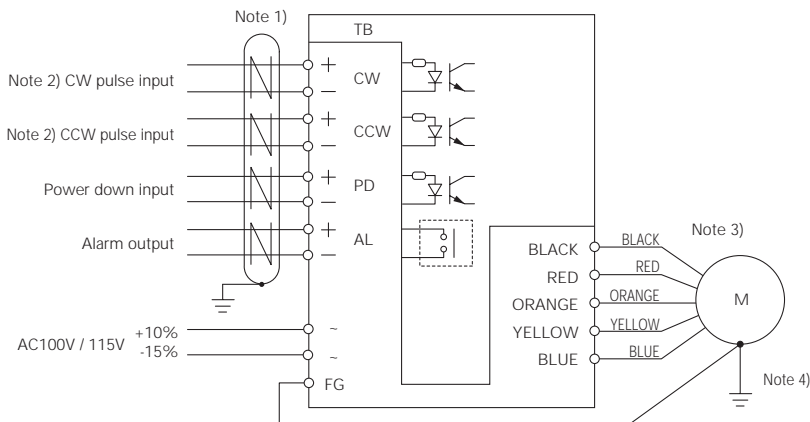 Note 1)
TB
Note 2) CW pulse input
+
CW
−
Note 2) CCW pulse input
+
CCW
−
Power down input
+
PD
−
Alarm output
+
AL
−
AC100V / 115V +10%
-15%
~
~
FG
BLACK
RED
ORANGE
YELLOW
BLUE
BLACK
RED
ORANGE
YELLOW
BLUE
Note 3)
M
Note 4)